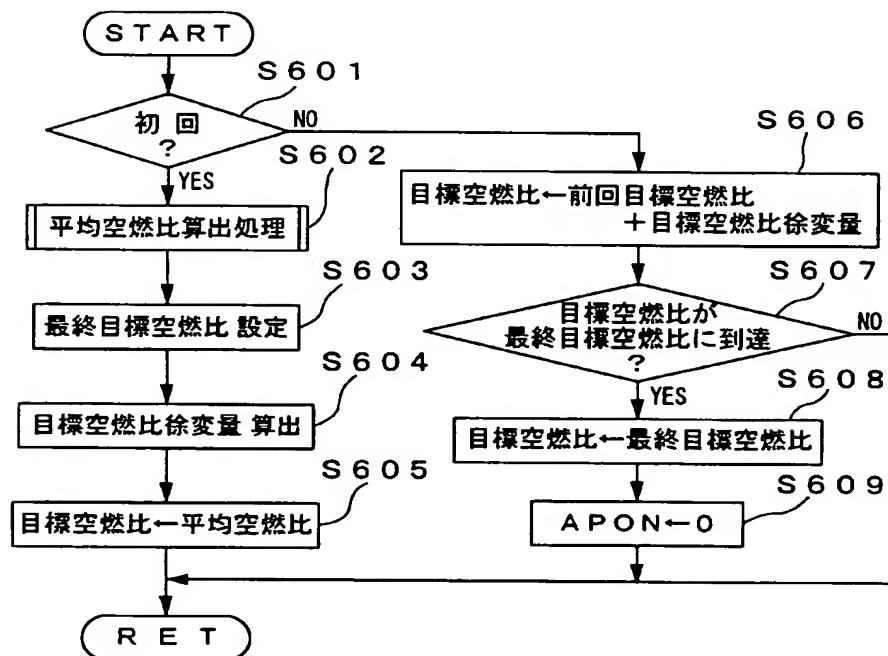 START
S601
初回
?
NO
YES
S602
平均空燃比算出処理
S603
最終目標空燃比 設定
S604
目標空燃比徐変量 算出
S605
目標空燃比←平均空燃比
S606
目標空燃比←前回目標空燃比
+目標空燃比徐変量
S607
目標空燃比が
最終目標空燃比に到達
?
NO
YES
S608
目標空燃比←最終目標空燃比
S609
APON←0
RET